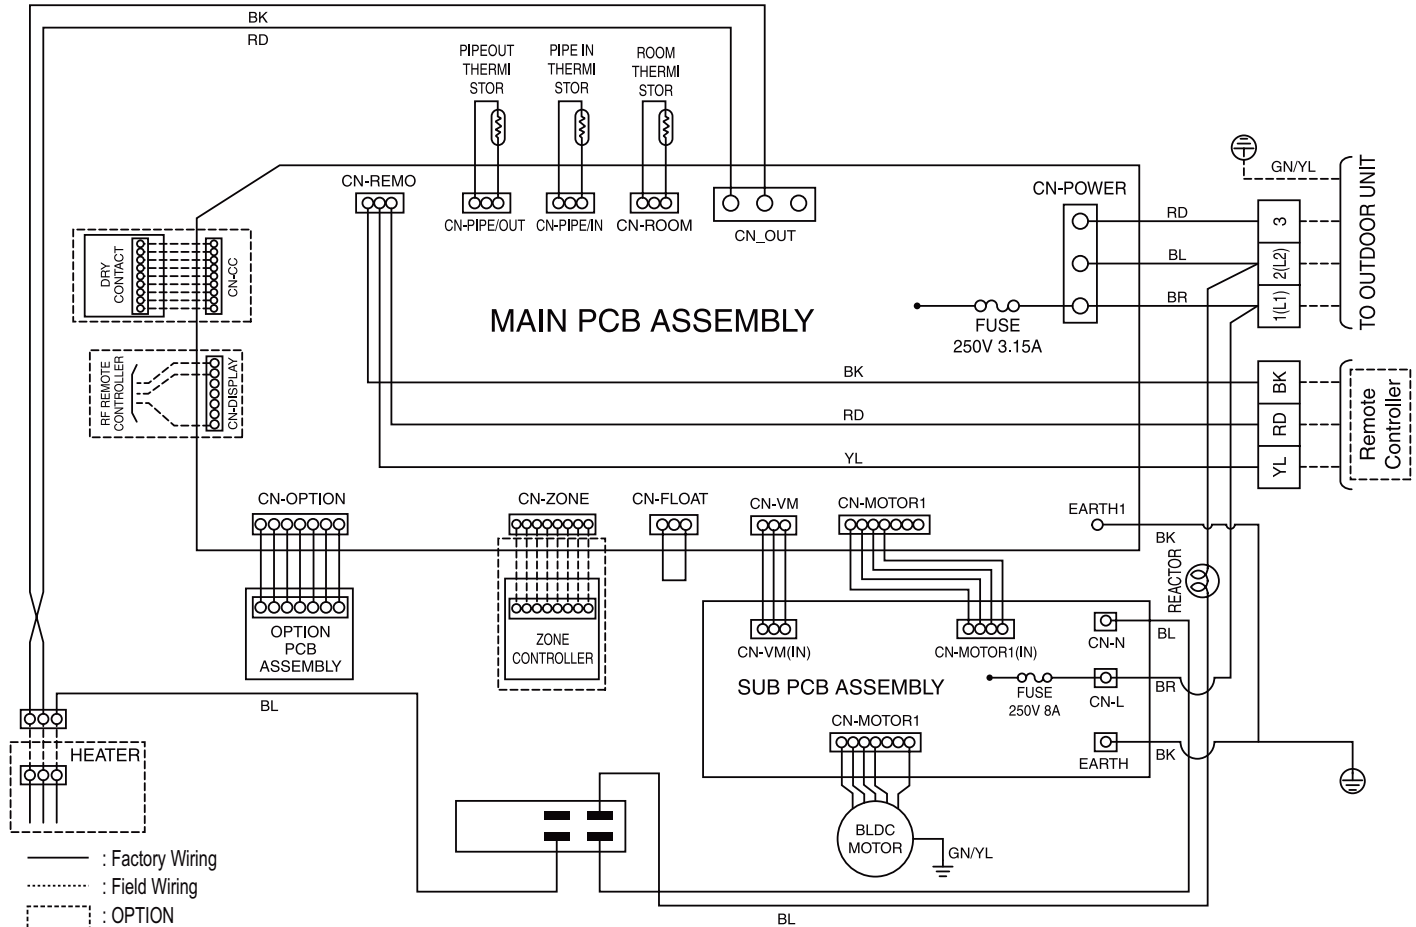 BK
RD
PIPEOUT
THERMI
STOR
PIPE IN
THERMI
STOR
ROOM
THERMI
STOR
CN-REMO
CN-PIPE/OUT
CN-PIPE/IN
CN-ROOM
CN_OUT
CN-POWER
GN/YL
RD
BL
BR
3
2(L2)
1(L1)
TO OUTDOOR UNIT
DRY
CONTACT
CN-CC
MAIN PCB ASSEMBLY
FUSE
250V 3.15A
RF REMOTE
CONTROLLER
CN-DISPLAY
BK
RD
YL
BK
RD
YL
Remote
Controller
CN-OPTION
CN-ZONE
CN-FLOAT
CN-VM
CN-MOTOR1
EARTH1
BK
REACTOR
OPTION
PCB
ASSEMBLY
ZONE
CONTROLLER
CN-VM(IN)
CN-MOTOR1(IN)
CN-N
BL
SUB PCB ASSEMBLY
FUSE
250V 8A
CN-L
BR
CN-MOTOR1
EARTH
BK
BL
HEATER
BLDC
MOTOR
GN/YL
BL
: Factory Wiring
: Field Wiring
: OPTION